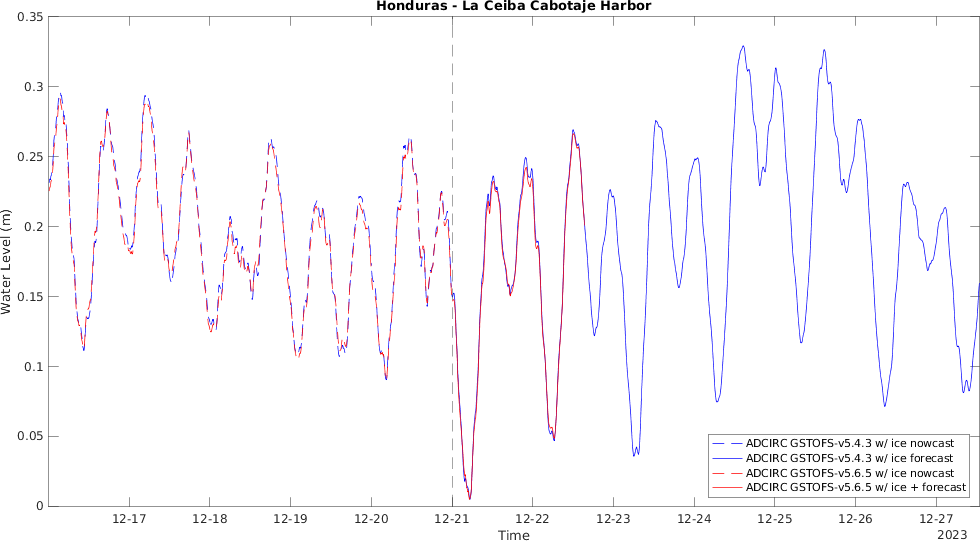 Honduras - La Ceiba Cabotaje Harbor
0.35
0.3
0.25
0.2
0.15
0.1
0.05
0
Water Level (m)
ADCIRC GSTOFS-v5.4.3 w/ ice nowcast
ADCIRC GSTOFS-v5.4.3 w/ ice forecast
ADCIRC GSTOFS-v5.6.5 w/ ice nowcast
ADCIRC GSTOFS-v5.6.5 w/ ice + forecast
12-17 12-18 12-19 12-20 12-21 12-22 12-23 12-24 12-25 12-26 12-27
Time
2023